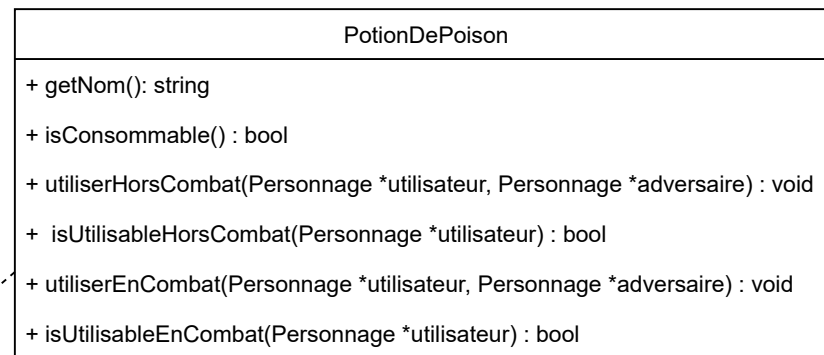 PotionDePoison
+ getNom(): string
+ isConsommable() : bool
+ utiliserHorsCombat(Personnage *utilisateur, Personnage *adversaire) : void
+ isUtilisableHorsCombat(Personnage *utilisateur) : bool
+ utiliserEnCombat(Personnage *utilisateur, Personnage *adversaire) : void
+ isUtilisableEnCombat(Personnage *utilisateur) : bool